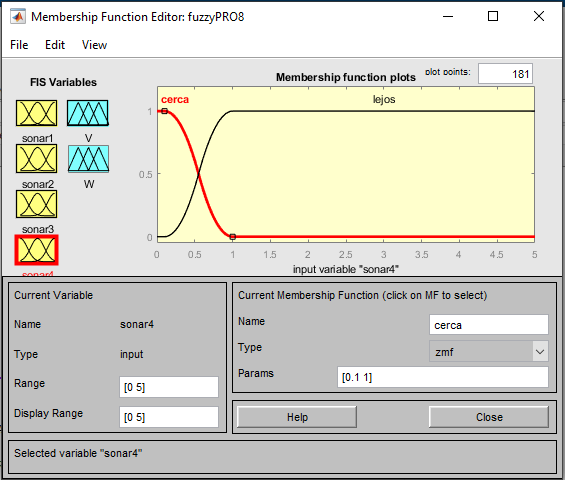 Membership Function Editor: fuzzyPRO8
File Edit View
FIS Variables
Membership function plots
plot points:
181
sonar1
V
sonar2
W
sonar3
sonar4
cerca
lejos
1
0.5
0
0 0.5 1 1.5 2 2.5 3 3.5 4 4.5 5
input variable "sonar4"
Current Variable
Name sonar4
Type input
Range [0 5]
Display Range [0 5]
Current Membership Function (click on MF to select)
Name cerca
Type zmf
Params [0.1 1]
Help Close
Selected variable "sonar4"